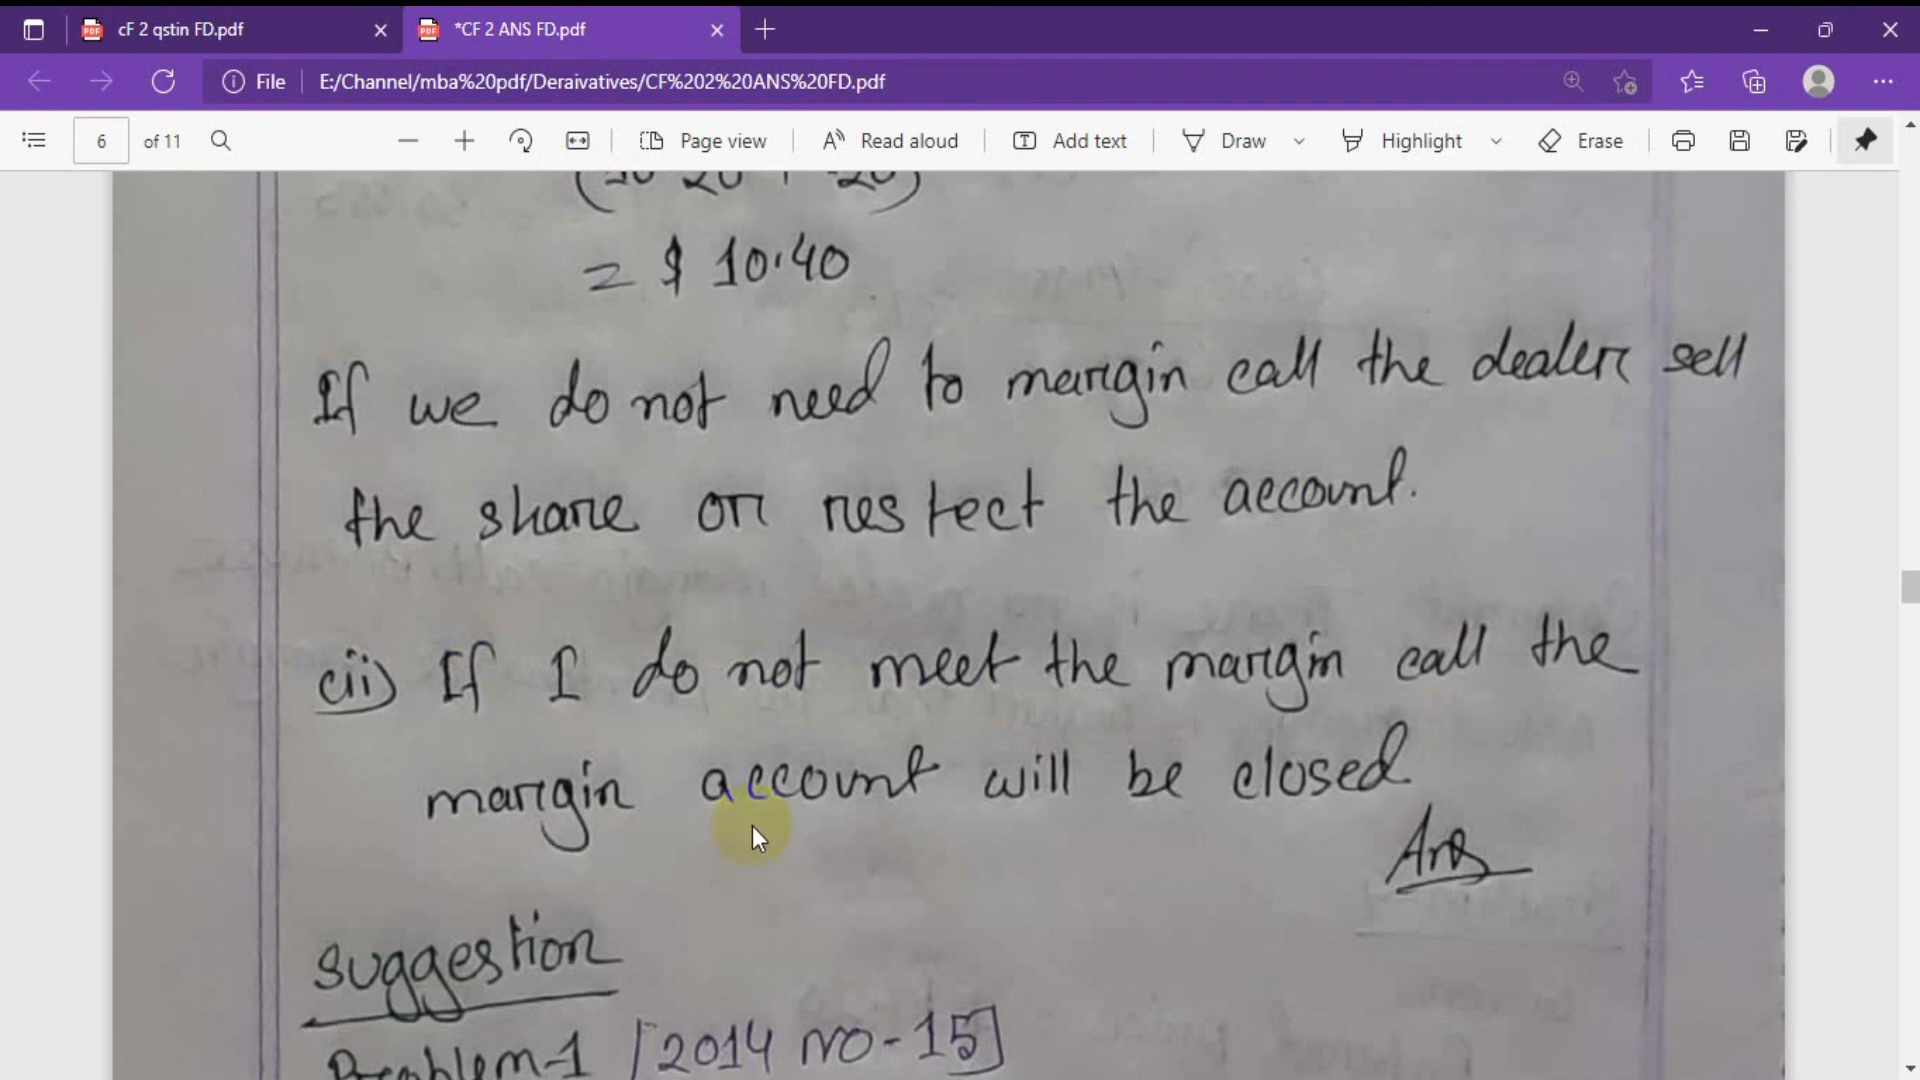 cF 2 qstin FD.pdf
*CF 2 ANS FD.pdf
File
E:/Channel/mba%20pdf/Deraivatives/CF%202%20ANS%20FD.pdf
6 of 11
Page view
Read aloud
Add text
Draw
Highlight
Erase
= $ 10.40
If we do not need to margin call the dealer sell
the share or restrect the account.
(ii) If I do not meet the margin call the
margin account will be closed
Ans
Suggestion
Problem-1 [2014 no-15]